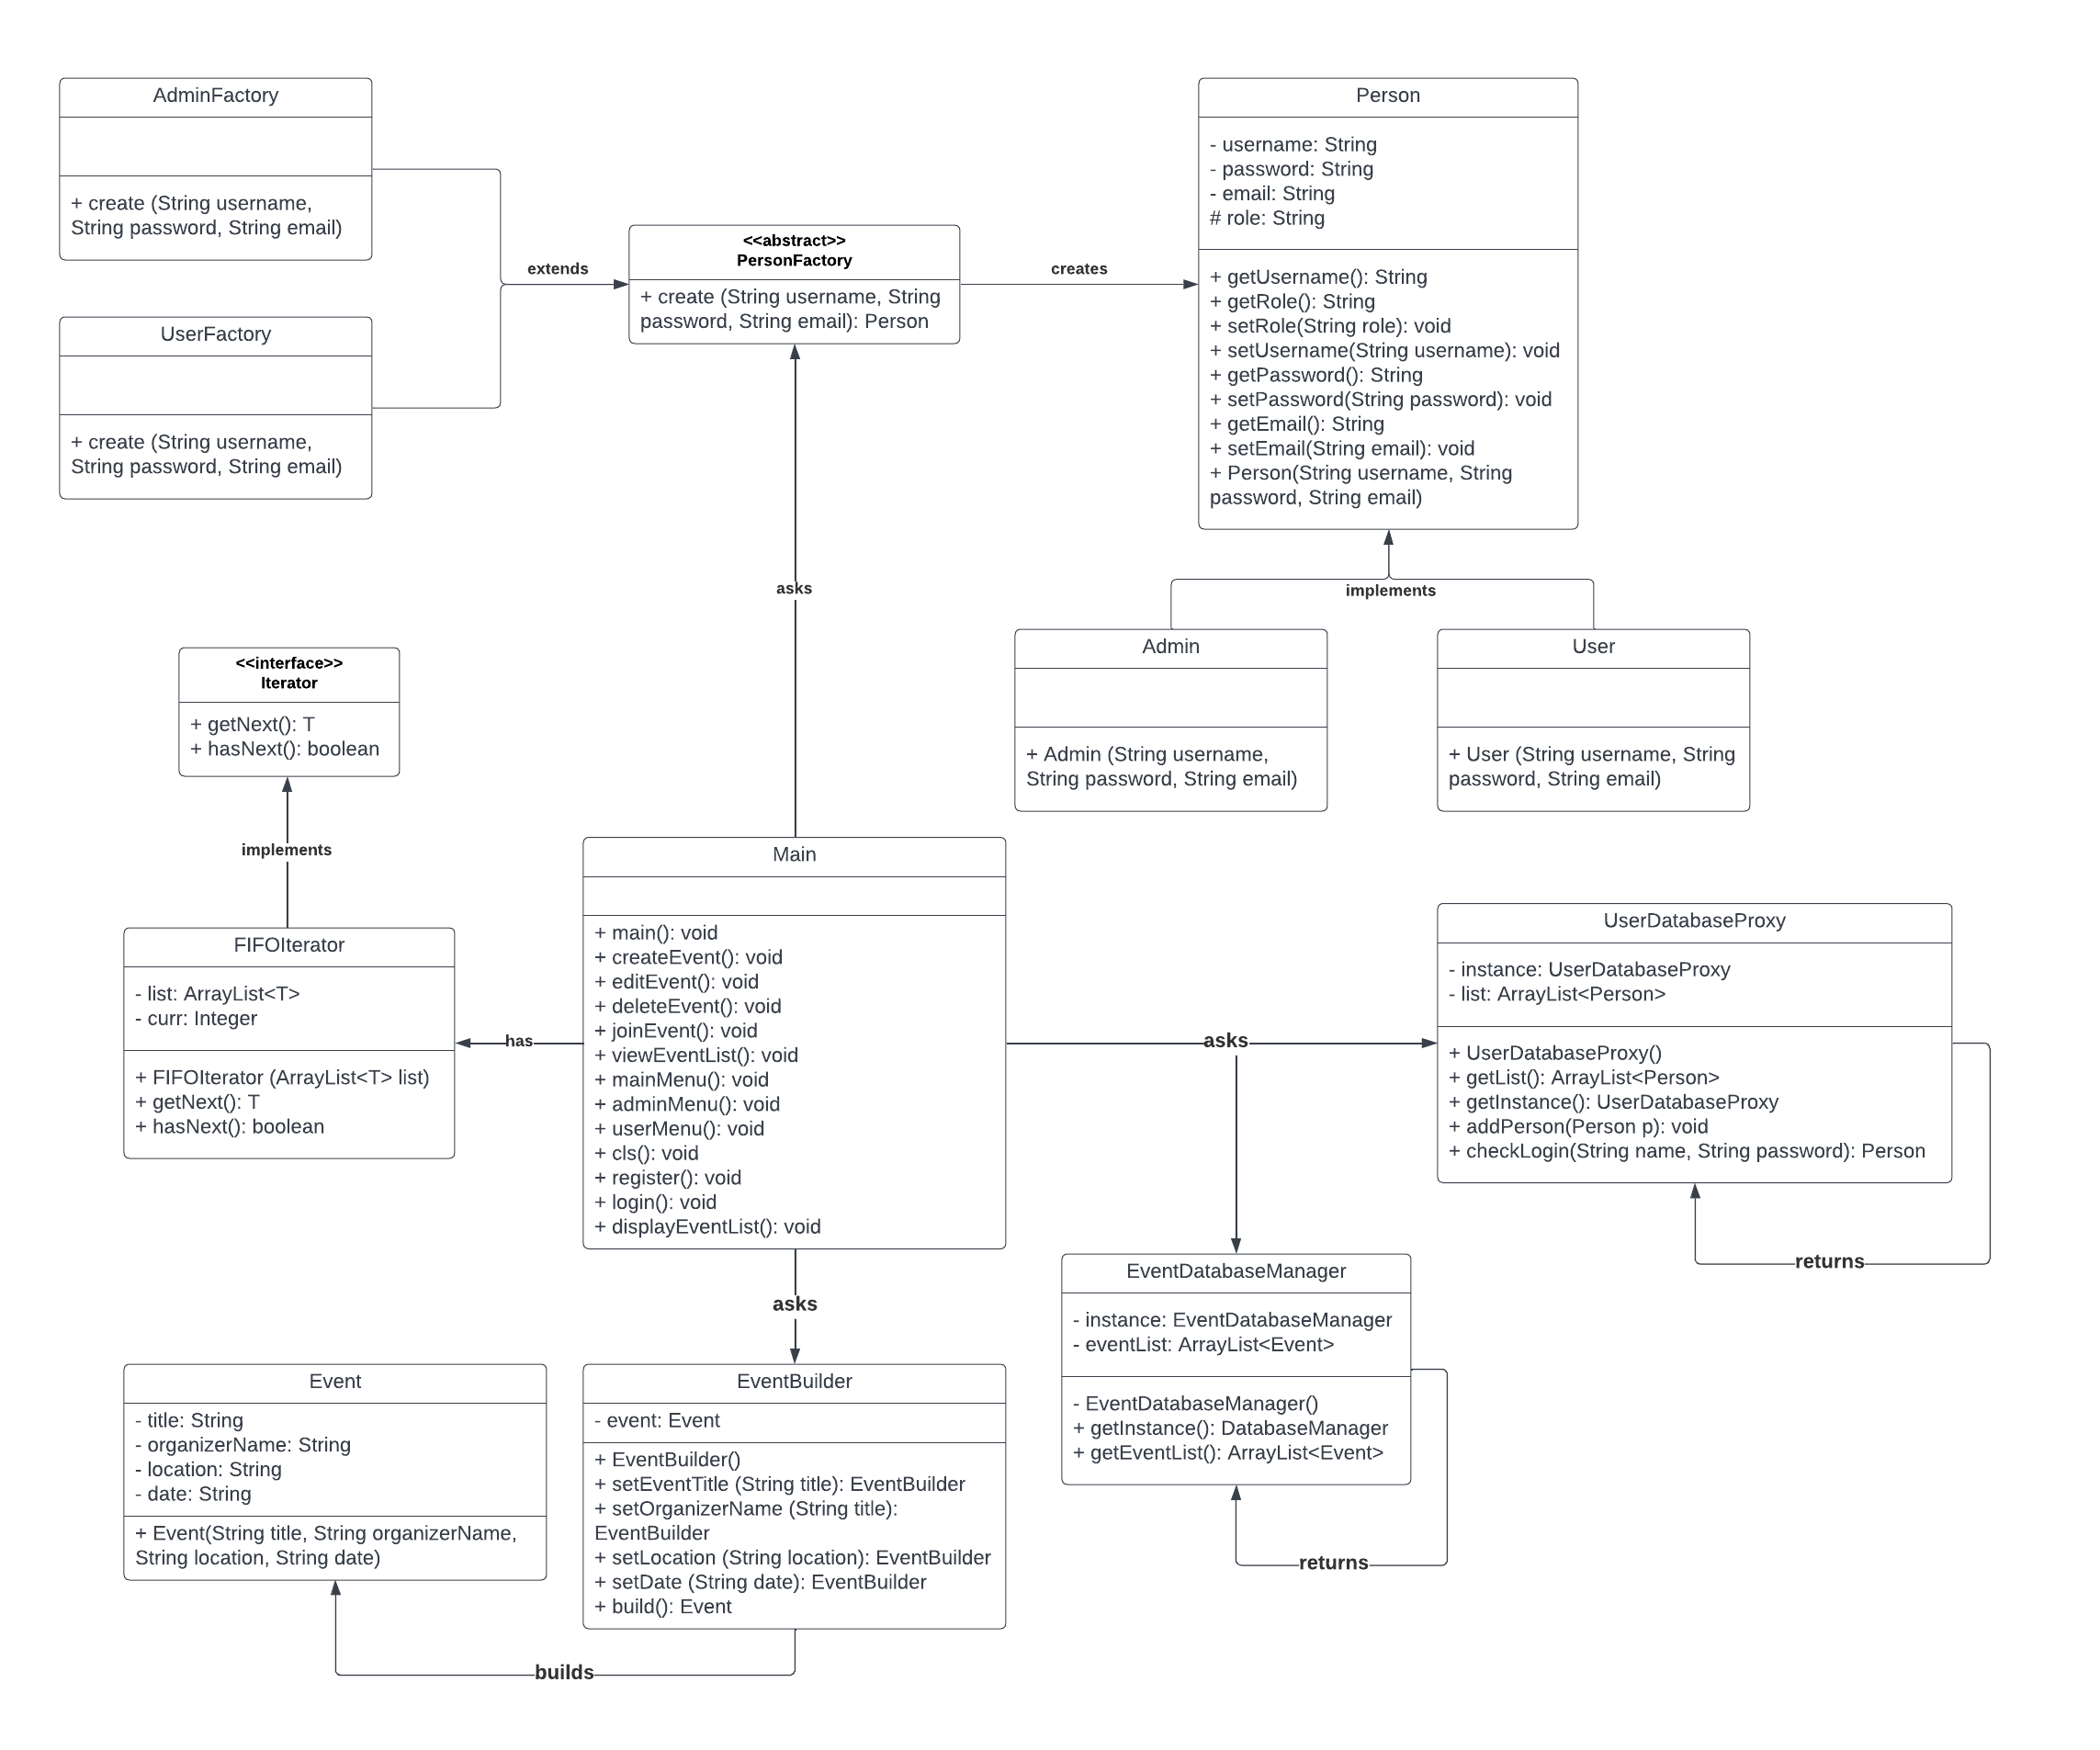 AdminFactory
+ create (String username,
String password, String email)
UserFactory
+ create (String username,
String password, String email)
extends
<<abstract>>
PersonFactory
+ create (String username, String
password, String email): Person
creates
Person
- username: String
- password: String
- email: String
# role: String
+ getUsername(): String
+ getRole(): String
+ setRole(String role): void
+ setUsername(String username): void
+ getPassword(): String
+ setPassword(String password): void
+ getEmail(): String
+ setEmail(String email): void
+ Person(String username, String
password, String email)
implements
Admin
+ Admin (String username,
String password, String email)
User
+ User (String username, String
password, String email)
asks
<<interface>>
Iterator
+ getNext(): T
+ hasNext(): boolean
implements
FIFOIterator
- list: ArrayList<T>
- curr: Integer
+ FIFOIterator (ArrayList<T> list)
+ getNext(): T
+ hasNext(): boolean
has
Main
+ main(): void
+ createEvent(): void
+ editEvent(): void
+ deleteEvent(): void
+ joinEvent(): void
+ viewEventList(): void
+ mainMenu(): void
+ adminMenu(): void
+ userMenu(): void
+ cls(): void
+ register(): void
+ login(): void
+ displayEventList(): void
asks
UserDatabaseProxy
- instance: UserDatabaseProxy
- list: ArrayList<Person>
+ UserDatabaseProxy()
+ getList(): ArrayList<Person>
+ getInstance(): UserDatabaseProxy
+ addPerson(Person p): void
+ checkLogin(String name, String password): Person
returns
EventDatabaseManager
- instance: EventDatabaseManager
- eventList: ArrayList<Event>
- EventDatabaseManager()
+ getInstance(): DatabaseManager
+ getEventList(): ArrayList<Event>
returns
asks
Event
- title: String
- organizerName: String
- location: String
- date: String
+ Event(String title, String organizerName,
String location, String date)
EventBuilder
- event: Event
+ EventBuilder()
+ setEventTitle (String title): EventBuilder
+ setOrganizerName (String title):
EventBuilder
+ setLocation (String location): EventBuilder
+ setDate (String date): EventBuilder
+ build(): Event
builds